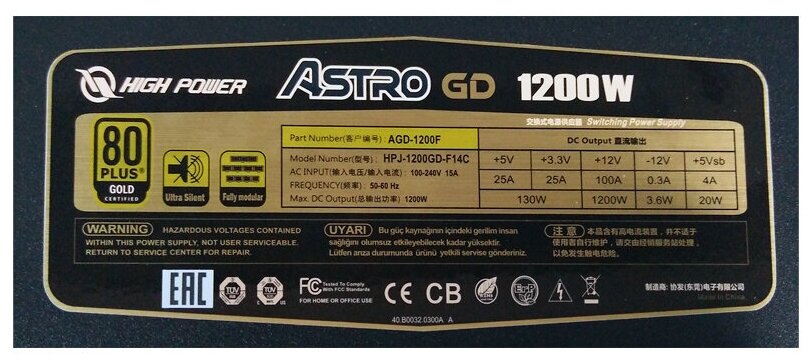 HIGH POWER ASTRO GD 1200W
交换式电源供应器 Switching Power Supply
80 PLUS GOLD CERTIFIED
Ultra Silent
Fully modular
Part Number(客户编号) AGD-1200F
Model Number(型号): HPJ-1200GD-F14C
AC INPUT(输入电压/输入电流): 100-240V 15A
FREQUENCY(频率): 50-60 Hz
Max. DC Output(总输出功率) 1200W
DC Output 直流输出
+5V +3.3V +12V -12V +5Vsb
25A 25A 100A 0.3A 4A
130W 1200W 3.6W 20W
WARNING HAZARDOUS VOLTAGES CONTAINED
WITHIN THIS POWER SUPPLY, NOT USER SERVICEABLE.
RETURN TO SERVICE CENTER FOR REPAIR.
UYARI Bu güç kaynağının içindeki gerilim insan
sağlığını olumsuz etkileyebilecek kadar yüksektir.
Lütfen arıza durumunda ürünü yetkili servise gönderiniz.
注意 本品含有高电流装置，并不适于
使用者自行维护，请交由经销服务站处理，
以免发生触电危险。
EAC
TÜV
TÜV
FC Tested To Comply
With FCC Standards
FOR HOME OR OFFICE USE
CE CB
制造商: 协发(东莞)电子有限公司
Made In China
40.B0032.0300A A